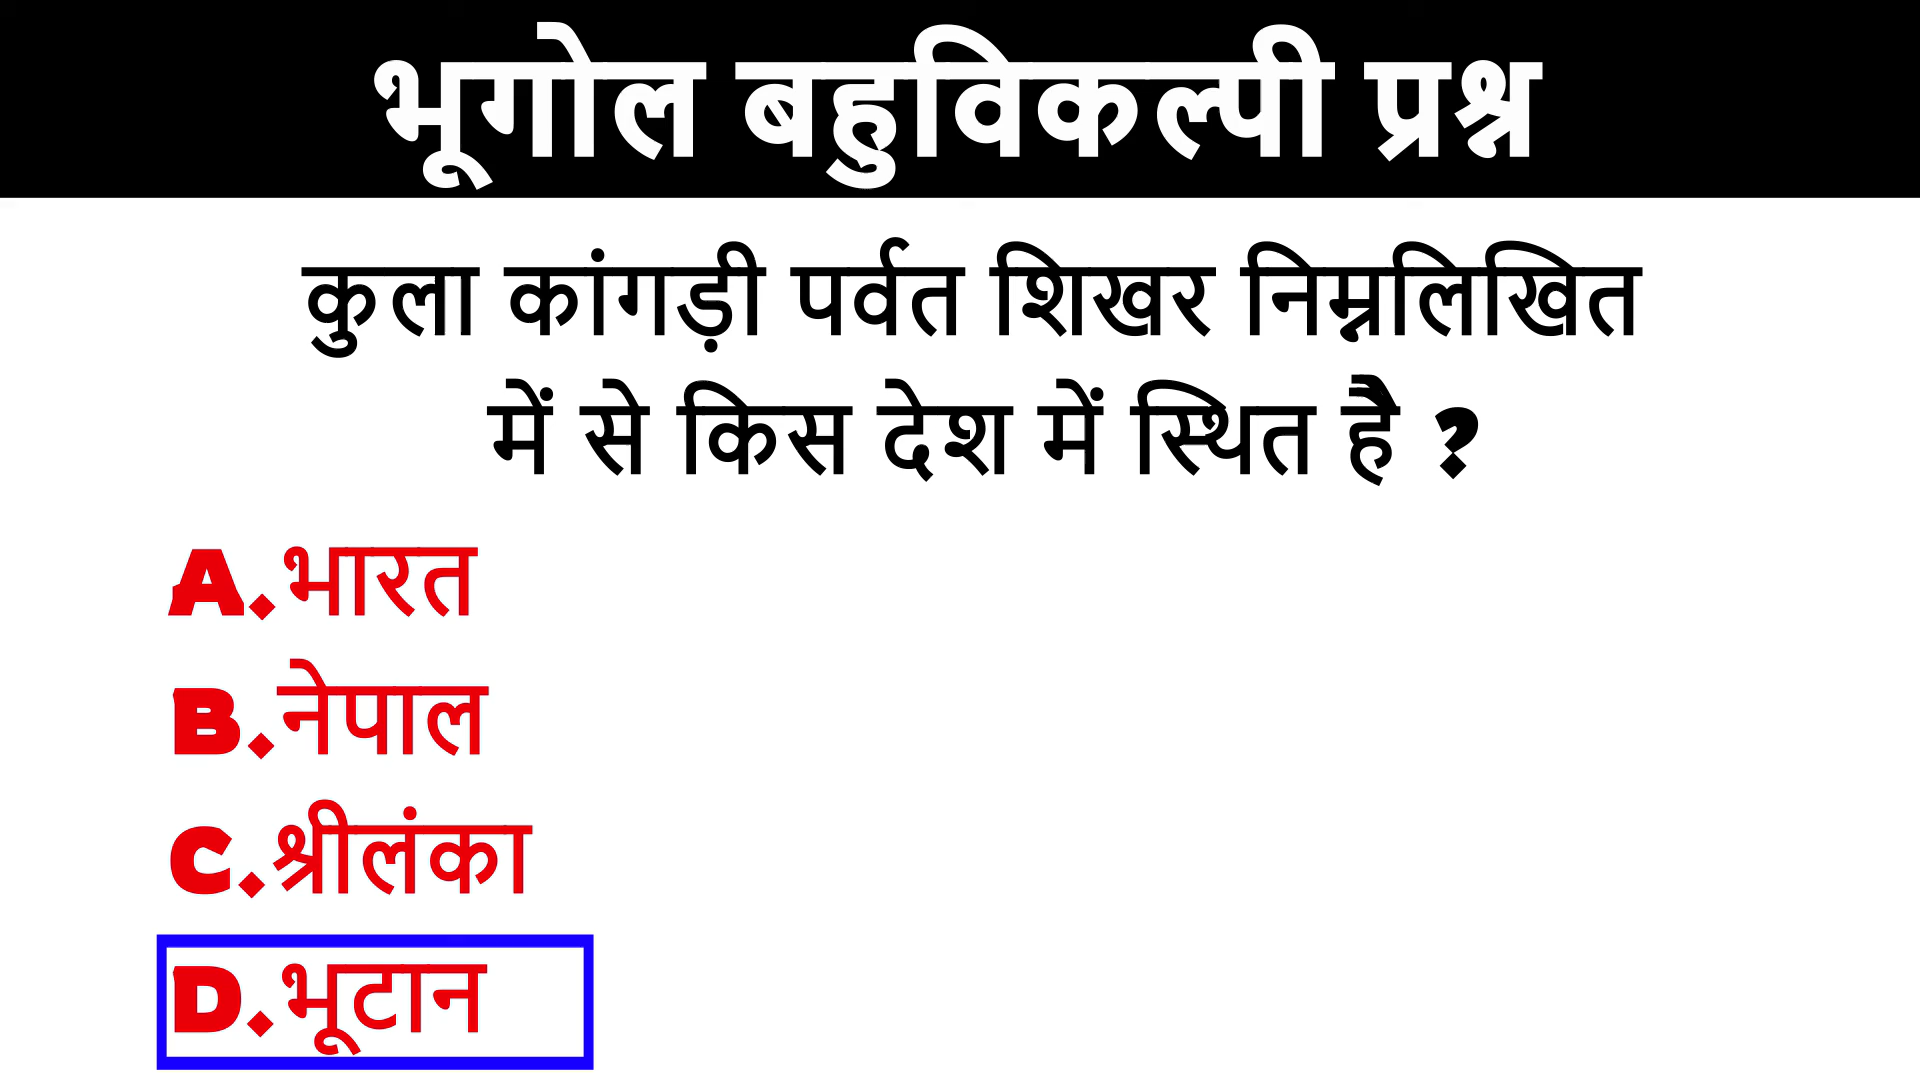 भूगोल बहुविकल्पी प्रश्न
कुला कांगड़ी पर्वत शिखर निम्नलिखित
में से किस देश में स्थित है ?
A.भारत
B.नेपाल
C.श्रीलंका
D.भूटान